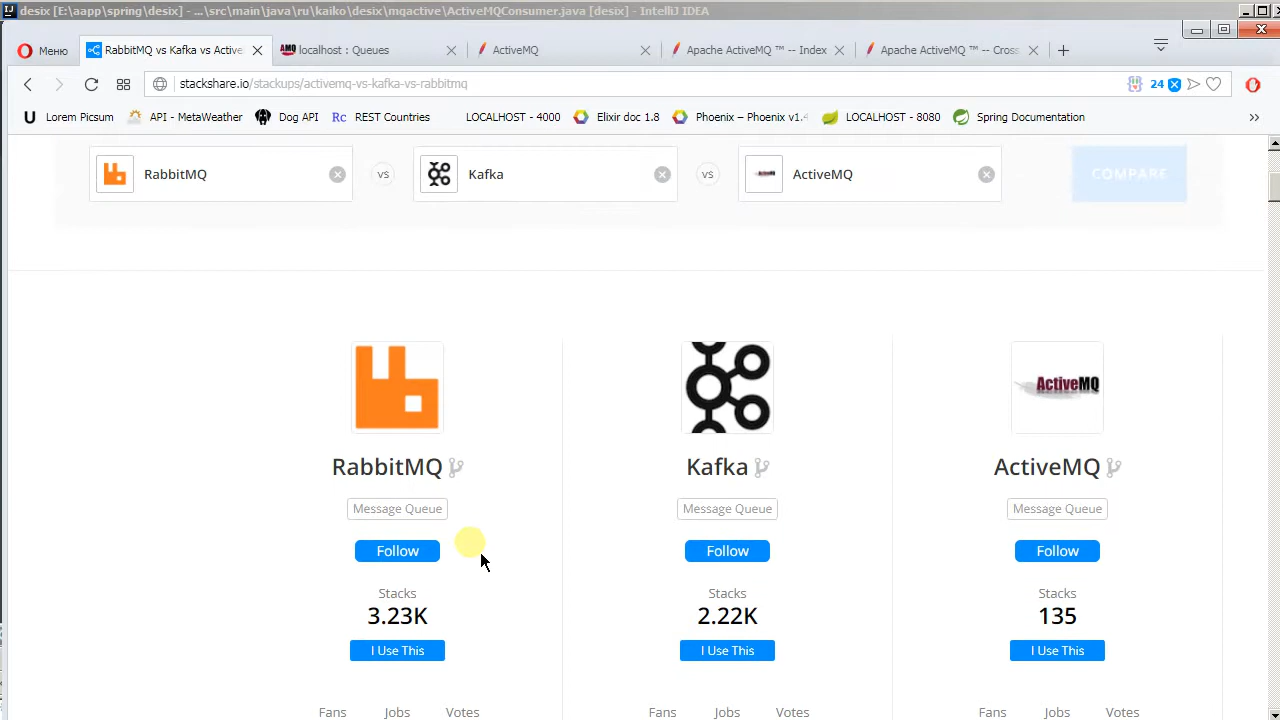 desix [E:\aapp\spring\desix] - ...\src\main\java\ru\kaiko\desix\mqactive\ActiveMQConsumer.java [desix] - IntelliJ IDEA
Меню
RabbitMQ vs Kafka vs Active
AMQ localhost : Queues
ActiveMQ
Apache ActiveMQ ™ -- Index
Apache ActiveMQ ™ -- Cross
stackshare.io/stackups/activemq-vs-kafka-vs-rabbitmq
24
U Lorem Picsum
API - MetaWeather
Dog API
Rc REST Countries
LOCALHOST - 4000
Elixir doc 1.8
Phoenix – Phoenix v1.4
LOCALHOST - 8080
Spring Documentation
RabbitMQ
vs
Kafka
vs
ActiveMQ
COMPARE
ActiveMQ
RabbitMQ
Kafka
ActiveMQ
Message Queue
Message Queue
Message Queue
Follow
Follow
Follow
Stacks
Stacks
Stacks
3.23K
2.22K
135
I Use This
I Use This
I Use This
Fans Jobs Votes
Fans Jobs Votes
Fans Jobs Votes